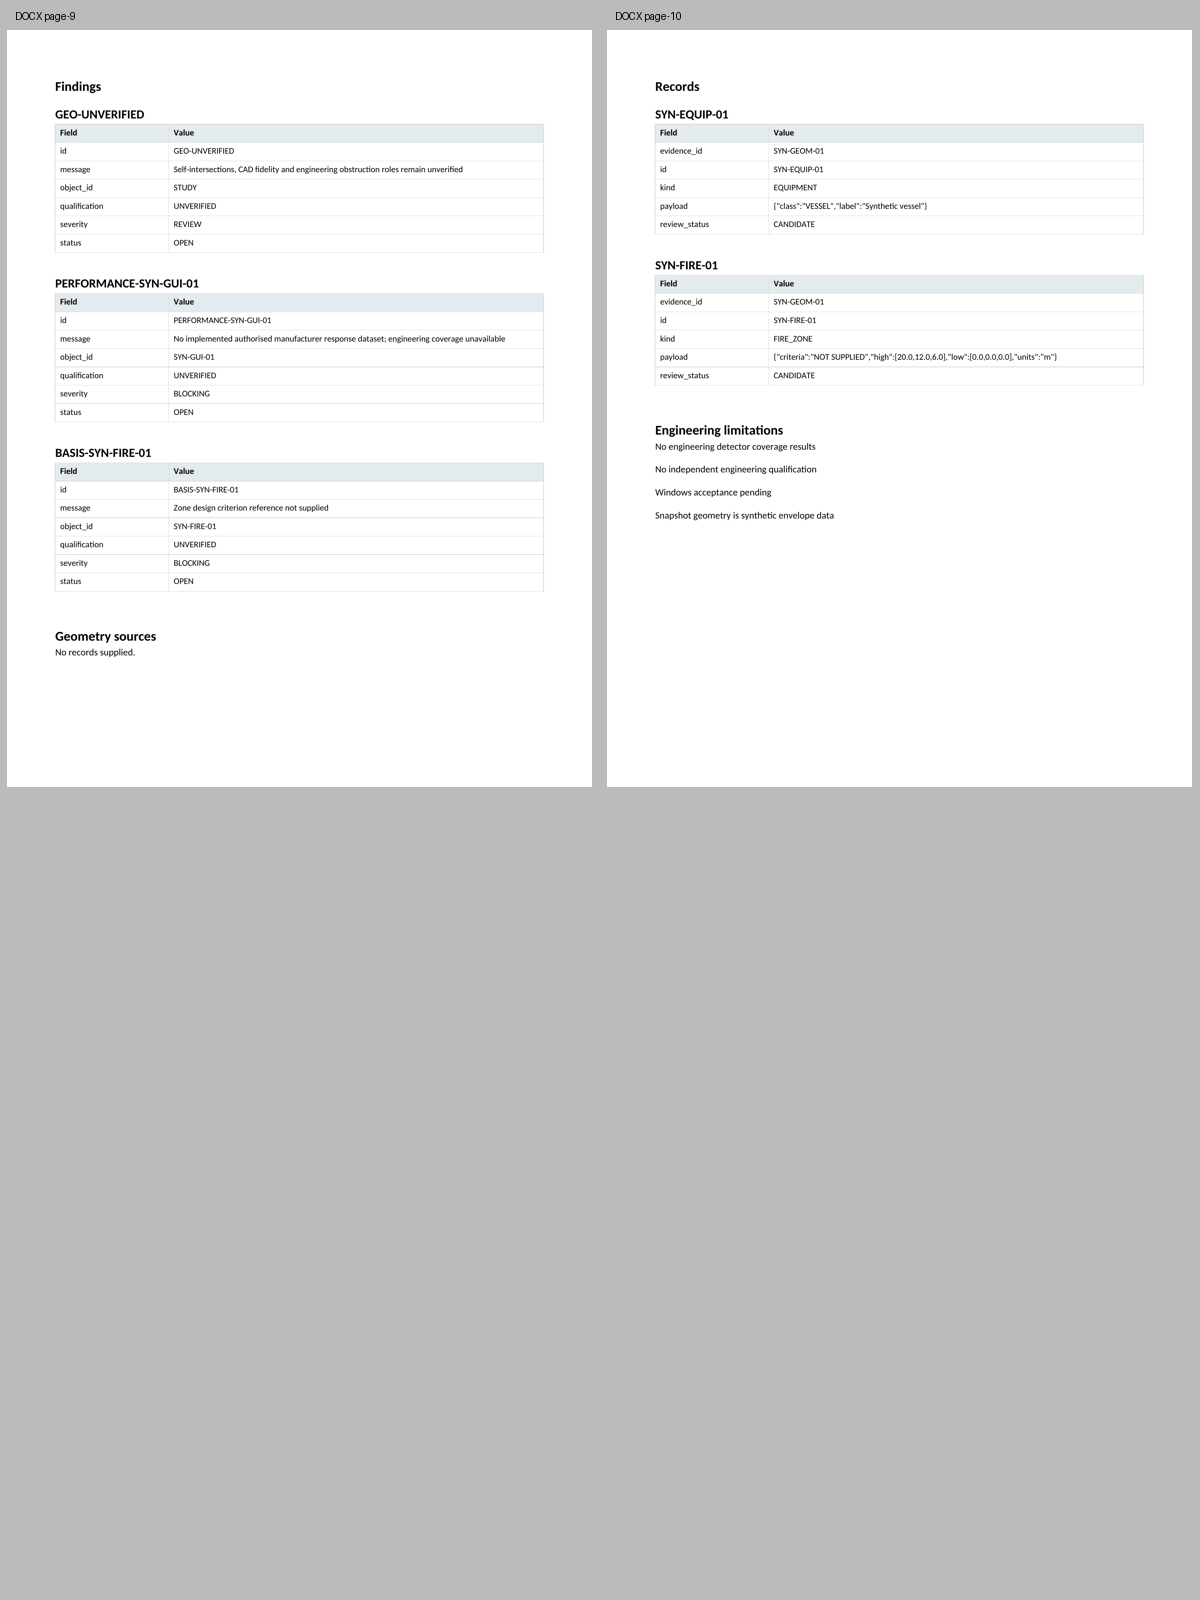 DOCX page-9
Findings
GEO-UNVERIFIED
Field Value
id GEO-UNVERIFIED
message Self-intersections, CAD fidelity and engineering obstruction roles remain unverified
object_id STUDY
qualification UNVERIFIED
severity REVIEW
status OPEN
PERFORMANCE-SYN-GUI-01
Field Value
id PERFORMANCE-SYN-GUI-01
message No implemented authorised manufacturer response dataset; engineering coverage unavailable
object_id SYN-GUI-01
qualification UNVERIFIED
severity BLOCKING
status OPEN
BASIS-SYN-FIRE-01
Field Value
id BASIS-SYN-FIRE-01
message Zone design criterion reference not supplied
object_id SYN-FIRE-01
qualification UNVERIFIED
severity BLOCKING
status OPEN
Geometry sources
No records supplied.
DOCX page-10
Records
SYN-EQUIP-01
Field Value
evidence_id SYN-GEOM-01
id SYN-EQUIP-01
kind EQUIPMENT
payload {"class":"VESSEL","label":"Synthetic vessel"}
review_status CANDIDATE
SYN-FIRE-01
Field Value
evidence_id SYN-GEOM-01
id SYN-FIRE-01
kind FIRE_ZONE
payload {"criteria":"NOT SUPPLIED","high":[20.0,12.0,6.0],"low":[0.0,0.0,0.0],"units":"m"}
review_status CANDIDATE
Engineering limitations
No engineering detector coverage results
No independent engineering qualification
Windows acceptance pending
Snapshot geometry is synthetic envelope data